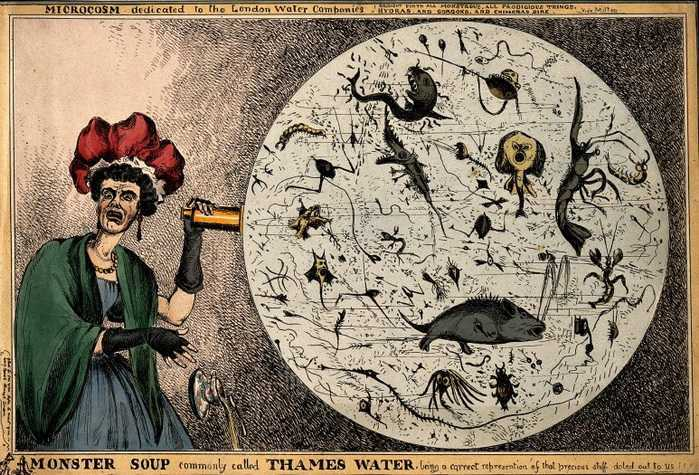 MICROCOSM dedicated to the London Water Companies
BROUGHT FORTH ALL MONSTROUS, ALL PRODIGIOUS THINGS,
HYDRAS AND GORGONS, AND CHIMERAS DIRE. Vide Milton
MONSTER SOUP commonly called THAMES WATER, being a correct representation of that precious stuff doled out to us